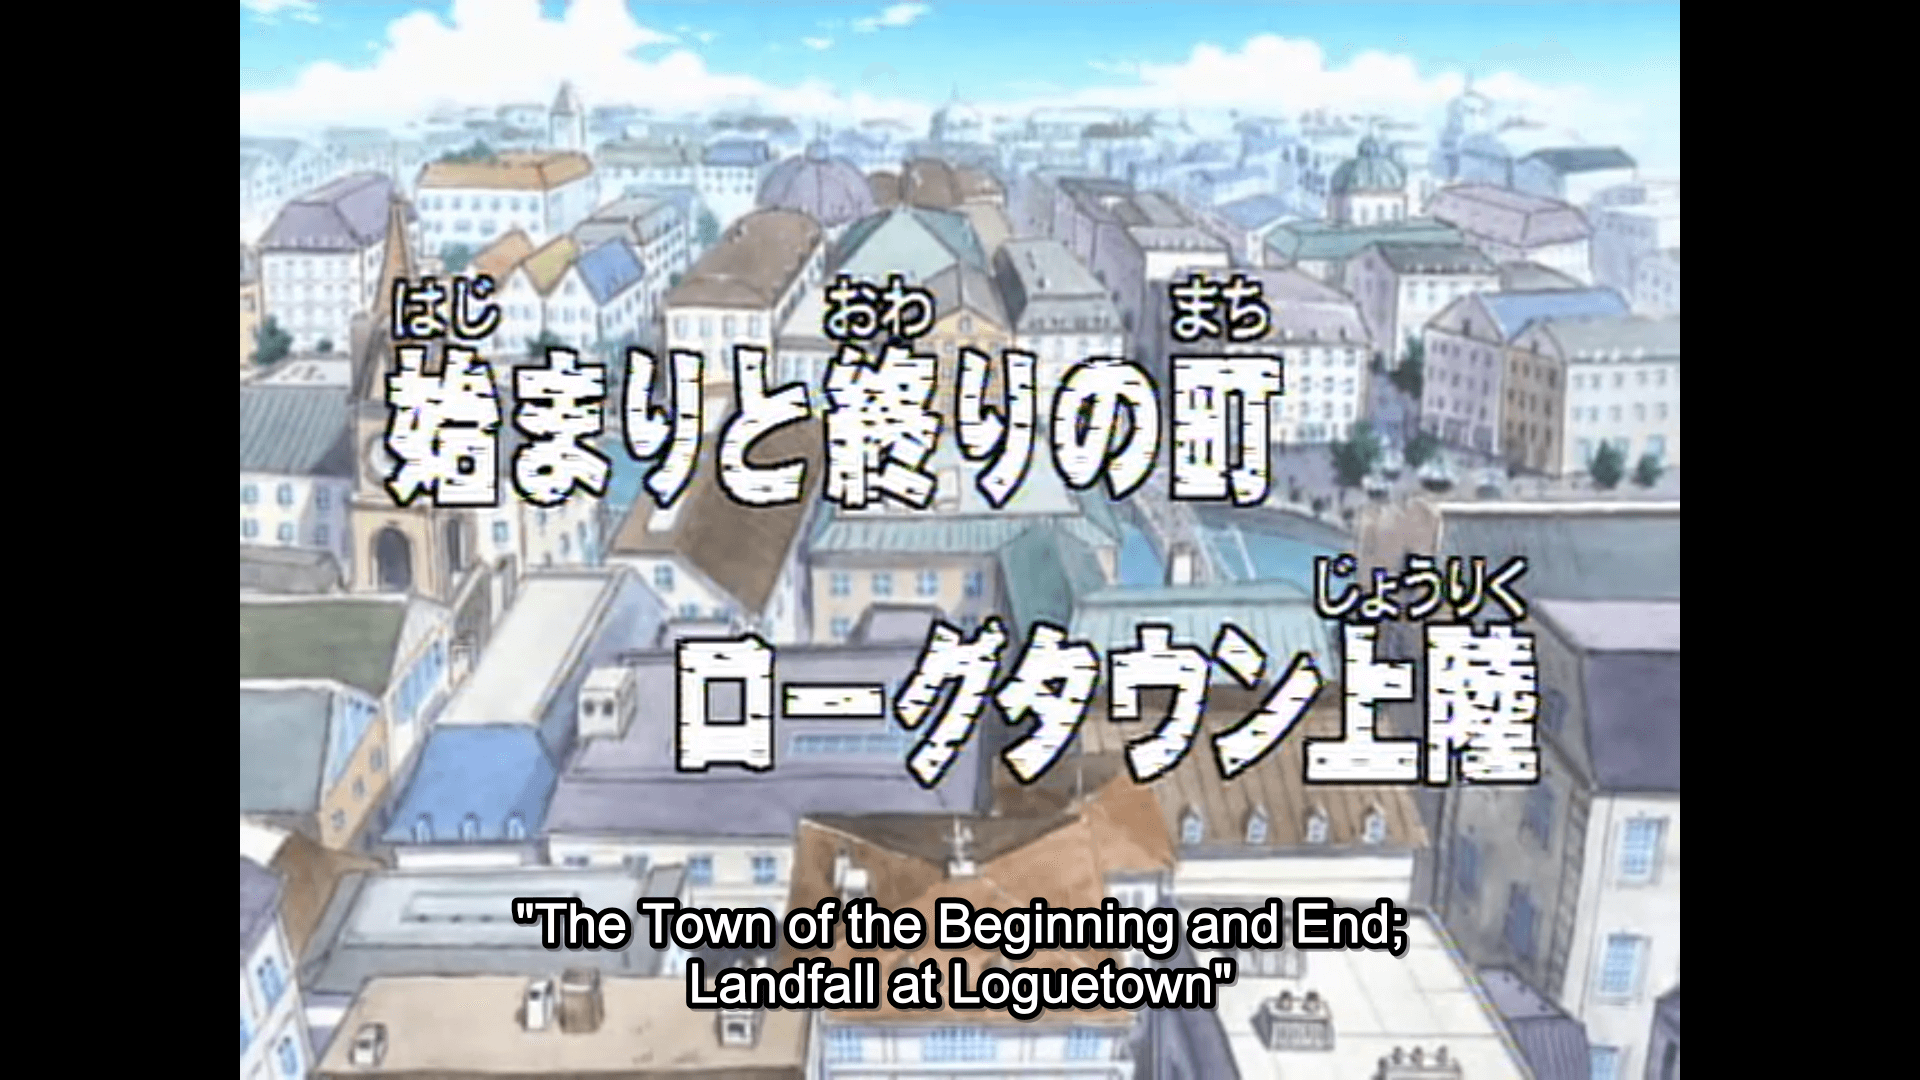 はじ おわ まち
始まりと終りの町
じょうりく
ローグタウン上陸
"The Town of the Beginning and End;
Landfall at Loguetown"